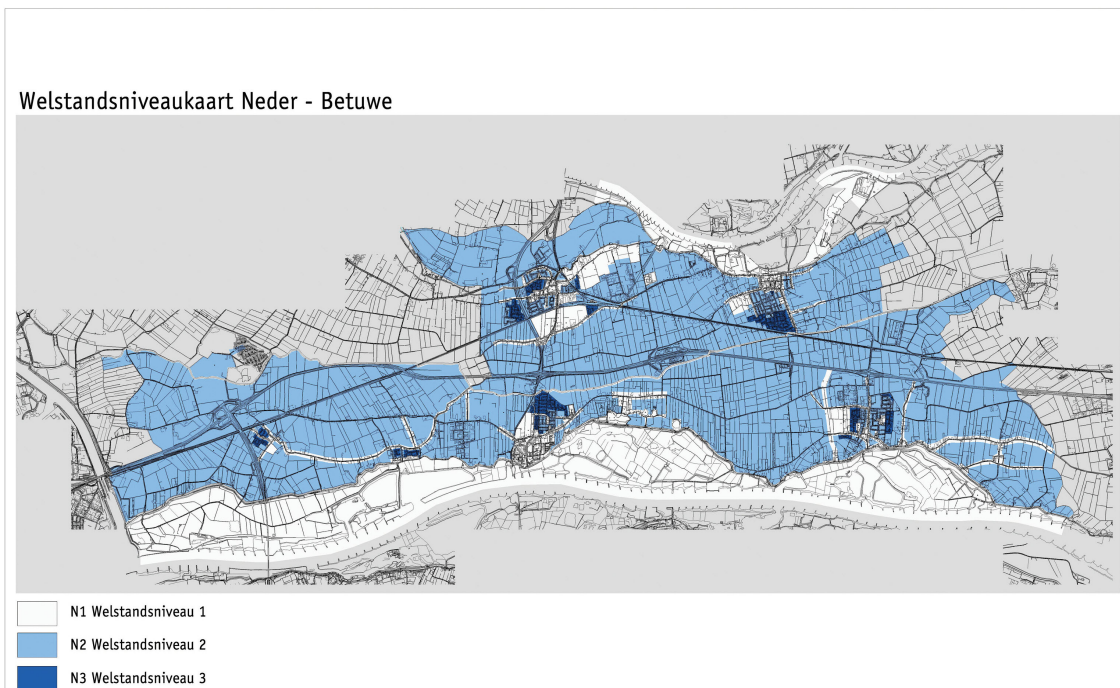 Welstandsniveaukaart Neder - Betuwe
N1 Welstandsniveau 1
N2 Welstandsniveau 2
N3 Welstandsniveau 3